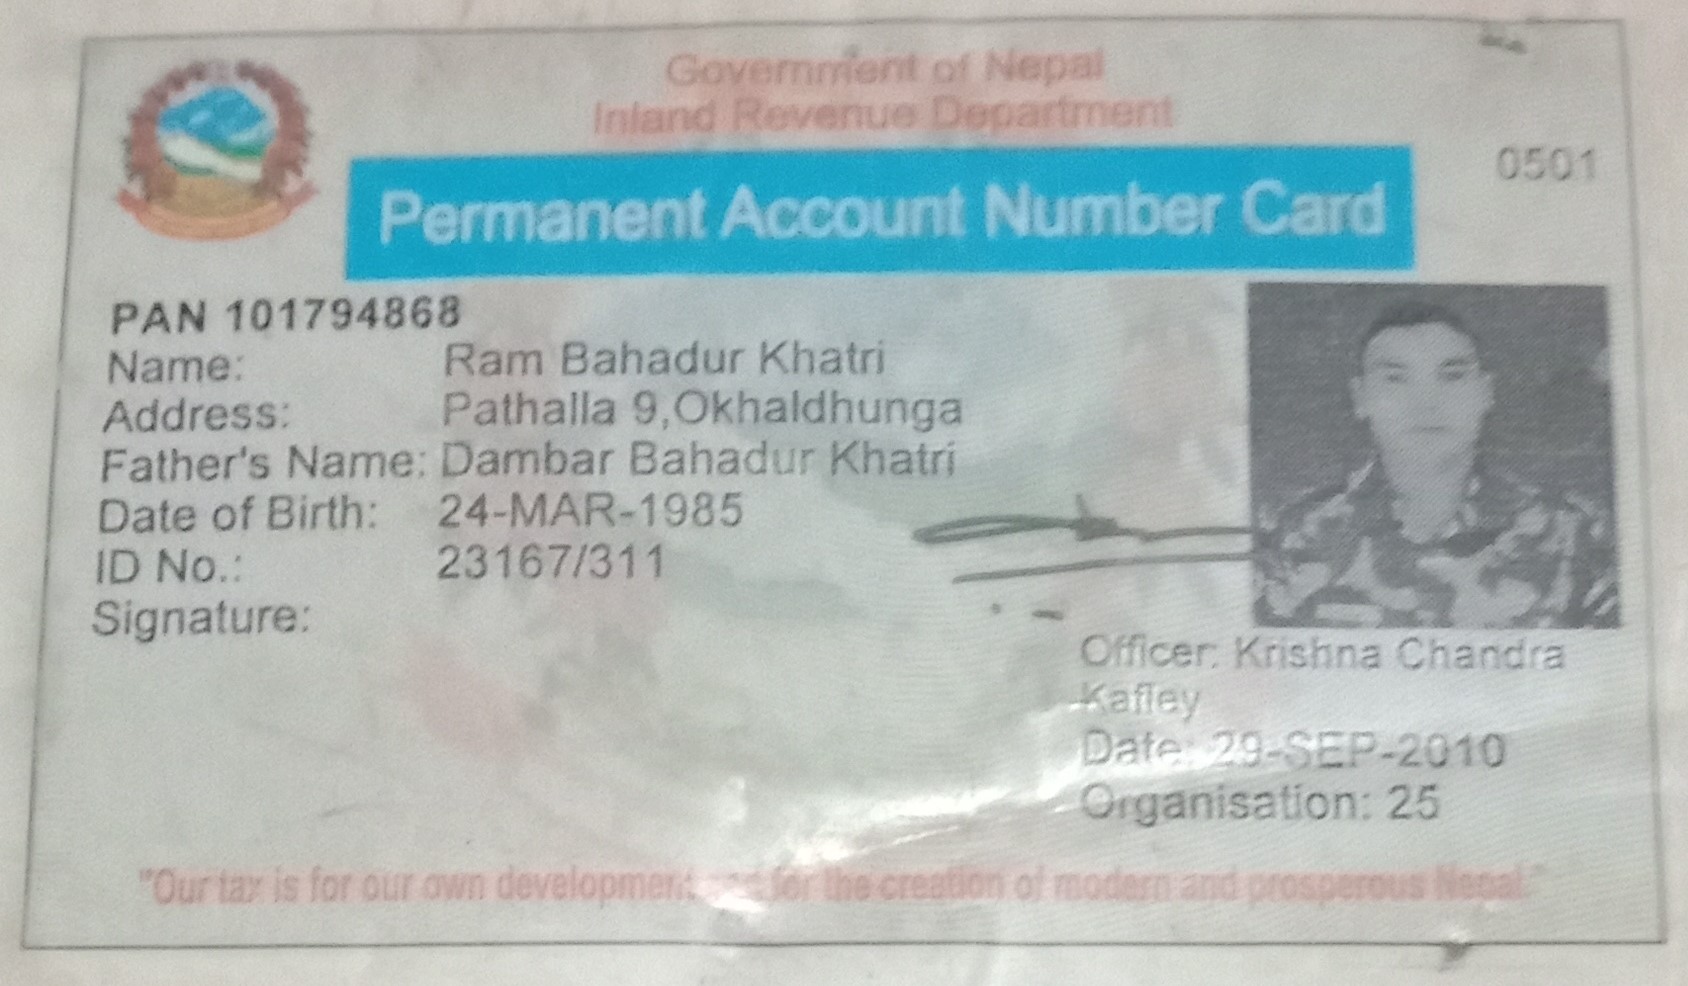 Government of Nepal
Inland Revenue Department
0501
Permanent Account Number Card
PAN 101794868
Name: Ram Bahadur Khatri
Address: Pathalla 9,Okhaldhunga
Father's Name: Dambar Bahadur Khatri
Date of Birth: 24-MAR-1985
ID No.: 23167/311
Signature:
Officer: Krishna Chandra
Kafley
Date: 29-SEP-2010
Organisation: 25
"Our tax is for our own development and for the creation of modern and prosperous Nepal."